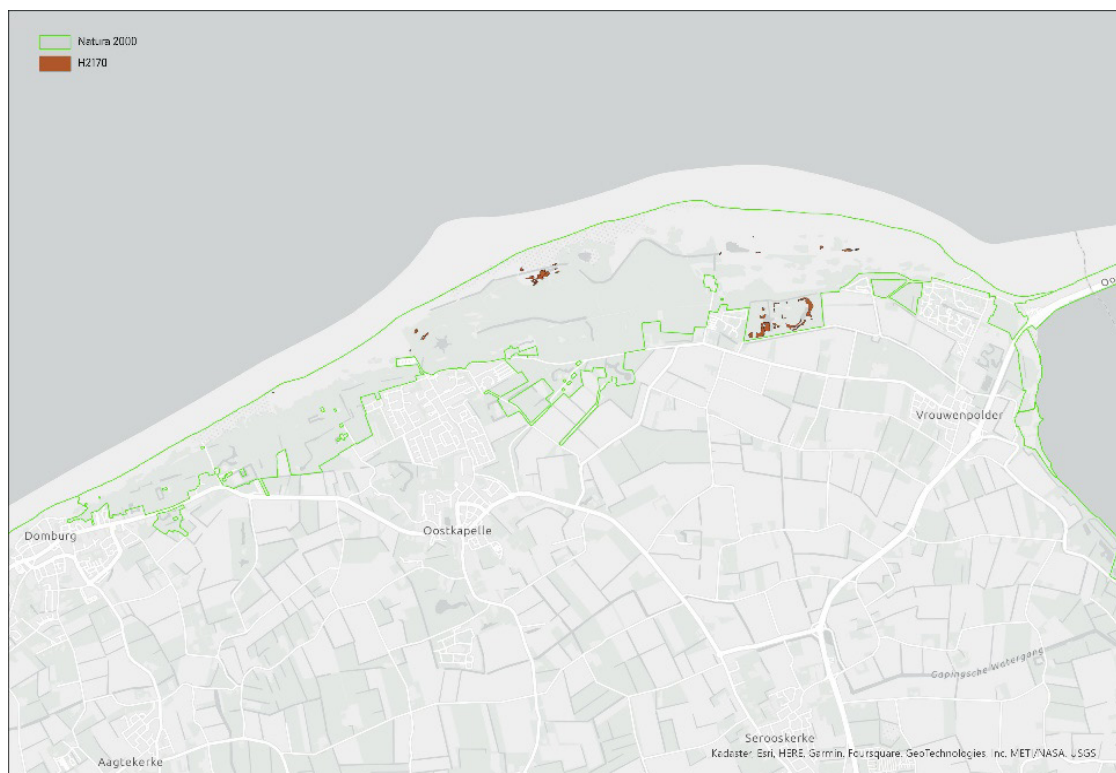 Natura 2000
H2170
Vrouwenpolder
Domburg
Oostkapelle
Gapingsche Watergang
Serooskerke
Aagtekerke
Kadaster, Esri, HERE, Garmin, Foursquare, GeoTechnologies, Inc, METI/NASA, USGS